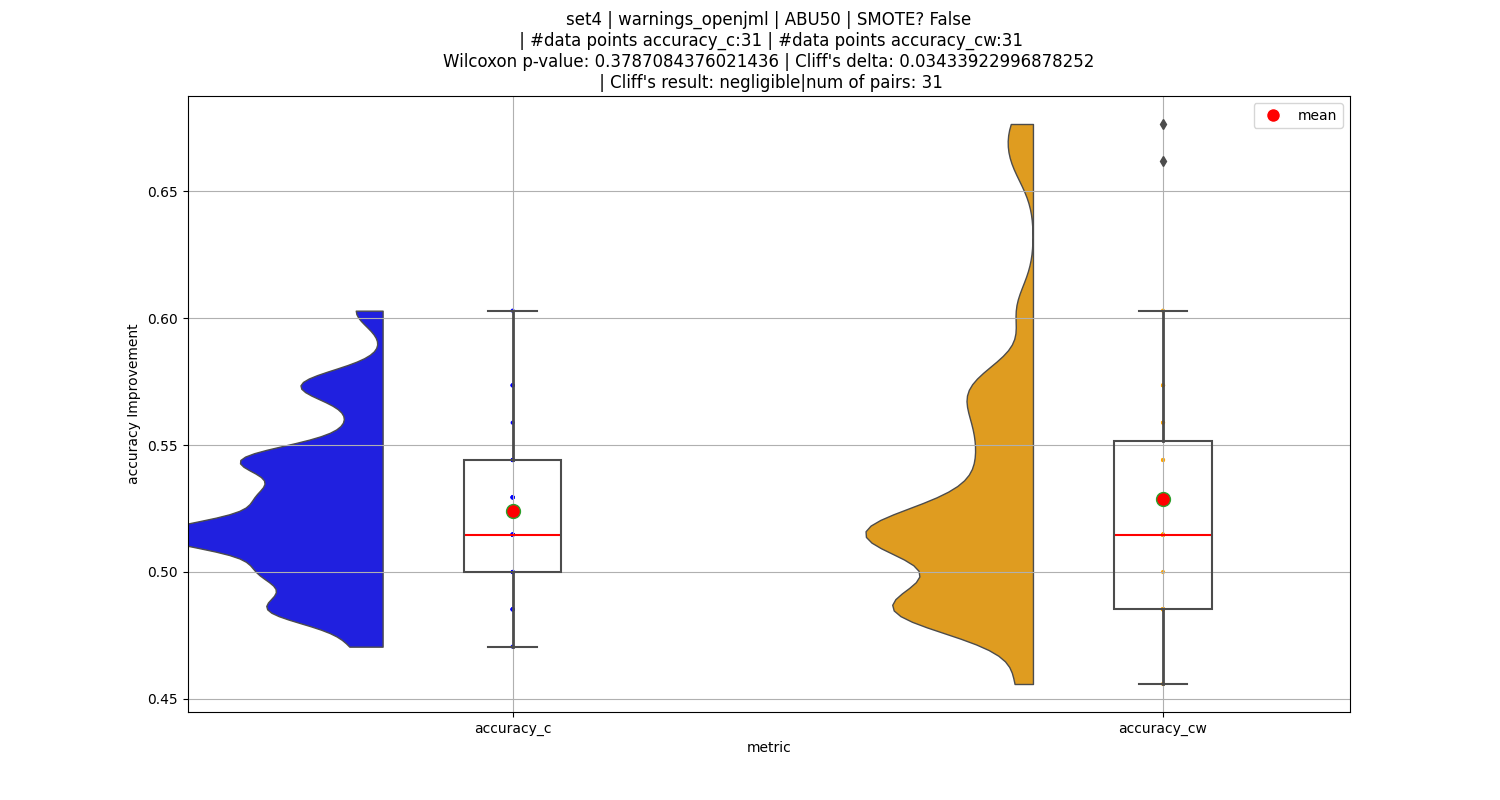 set4 | warnings_openjml | ABU50 | SMOTE? False
| #data points accuracy_c:31 | #data points accuracy_cw:31
Wilcoxon p-value: 0.3787084376021436 | Cliff's delta: 0.03433922996878252
| Cliff's result: negligible|num of pairs: 31
mean
0.65
0.60
0.55
0.50
0.45
accuracy Improvement
accuracy_c
accuracy_cw
metric